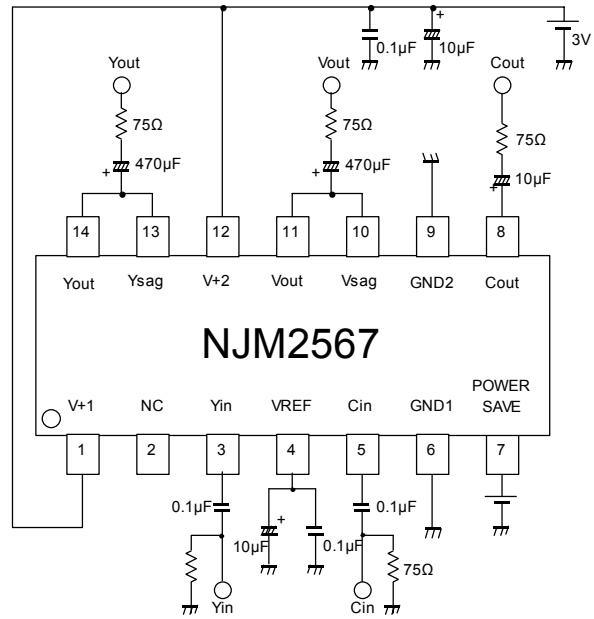 0.1µF
10µF
3V
Yout
Vout
Cout
75Ω
75Ω
75Ω
+
470µF
+
470µF
+
10µF
+
14
13
12
11
10
9
8
Yout
Ysag
V+2
Vout
Vsag
GND2
Cout
NJM2567
V+1
NC
Yin
VREF
Cin
GND1
POWER
SAVE
1
2
3
4
5
6
7
0.1µF
+
10µF
0.1µF
0.1µF
75Ω
Yin
Cin